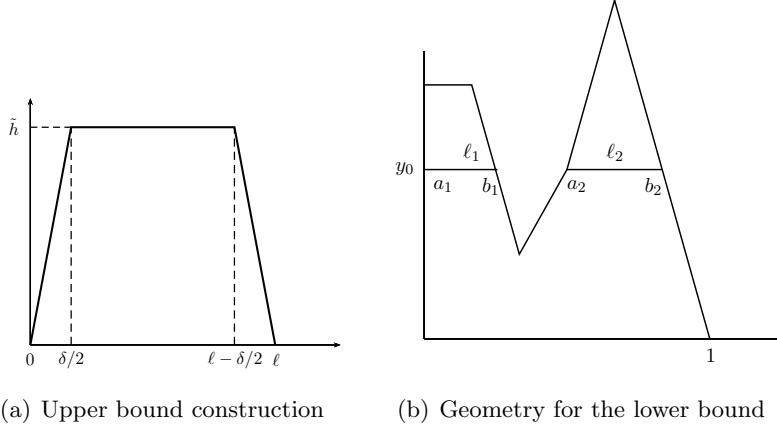 h̃
0 δ/2 ℓ − δ/2 ℓ
(a) Upper bound construction
y₀
ℓ₁ ℓ₂
a₁ b₁ a₂ b₂
1
(b) Geometry for the lower bound